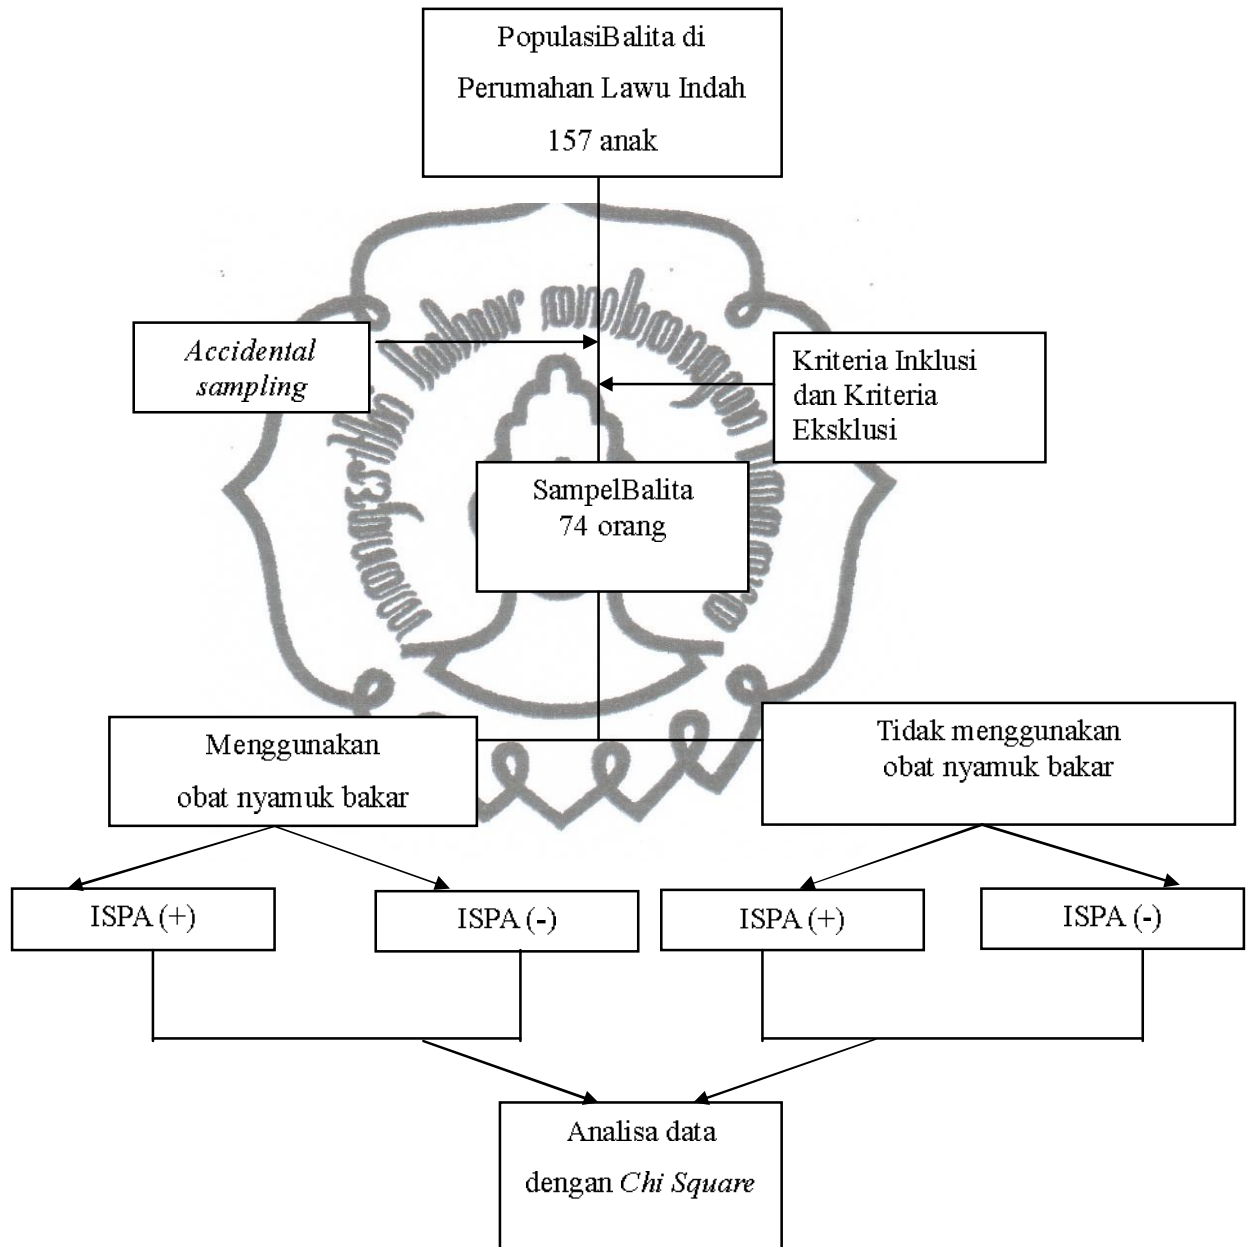 PopulasiBalita di
Perumahan Lawu Indah
157 anak
Accidental
sampling
Kriteria Inklusi
dan Kriteria
Eksklusi
SampelBalita
74 orang
Menggunakan
obat nyamuk bakar
Tidak menggunakan
obat nyamuk bakar
ISPA (+)
ISPA (-)
ISPA (+)
ISPA (-)
Analisa data
dengan Chi Square